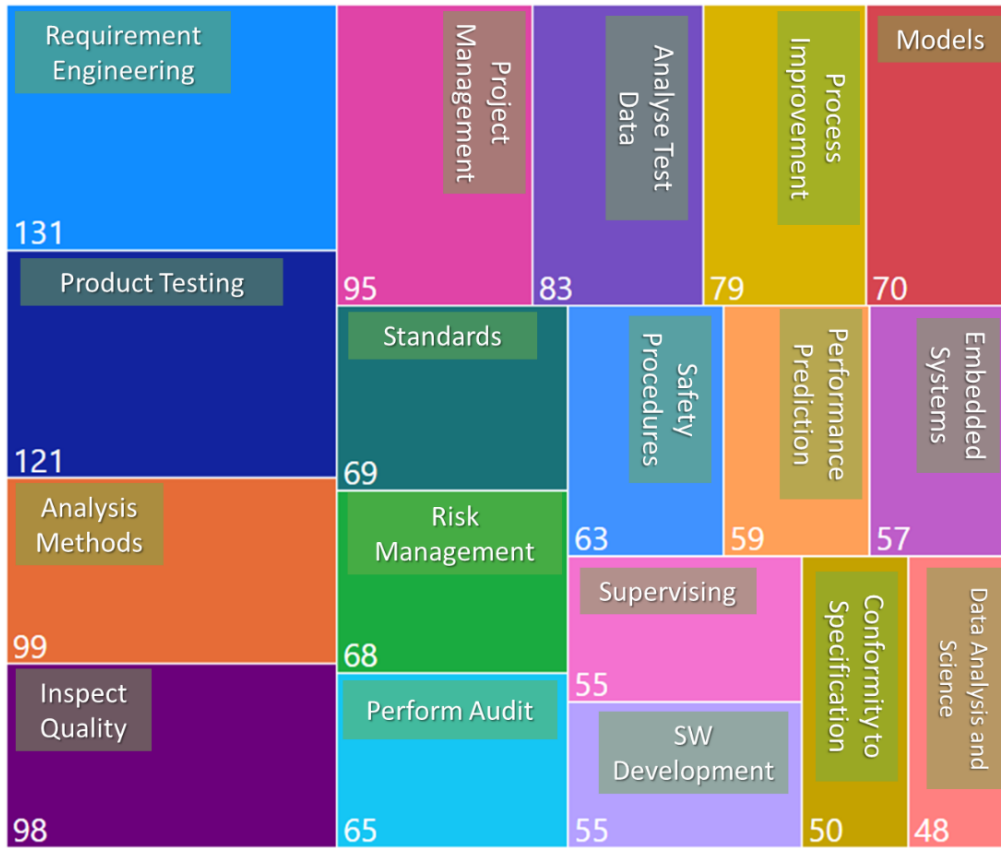 Requirement
Engineering
131
Product Testing
121
Analysis
Methods
99
Inspect
Quality
98
Project
Management
95
Analyse Test
Data
83
Process
Improvement
79
Models
70
Standards
69
Risk
Management
68
Perform Audit
65
Safety
Procedures
63
Performance
Prediction
59
Embedded
Systems
57
Supervising
55
SW
Development
55
Conformity to
Specification
50
Data Analysis and
Science
48